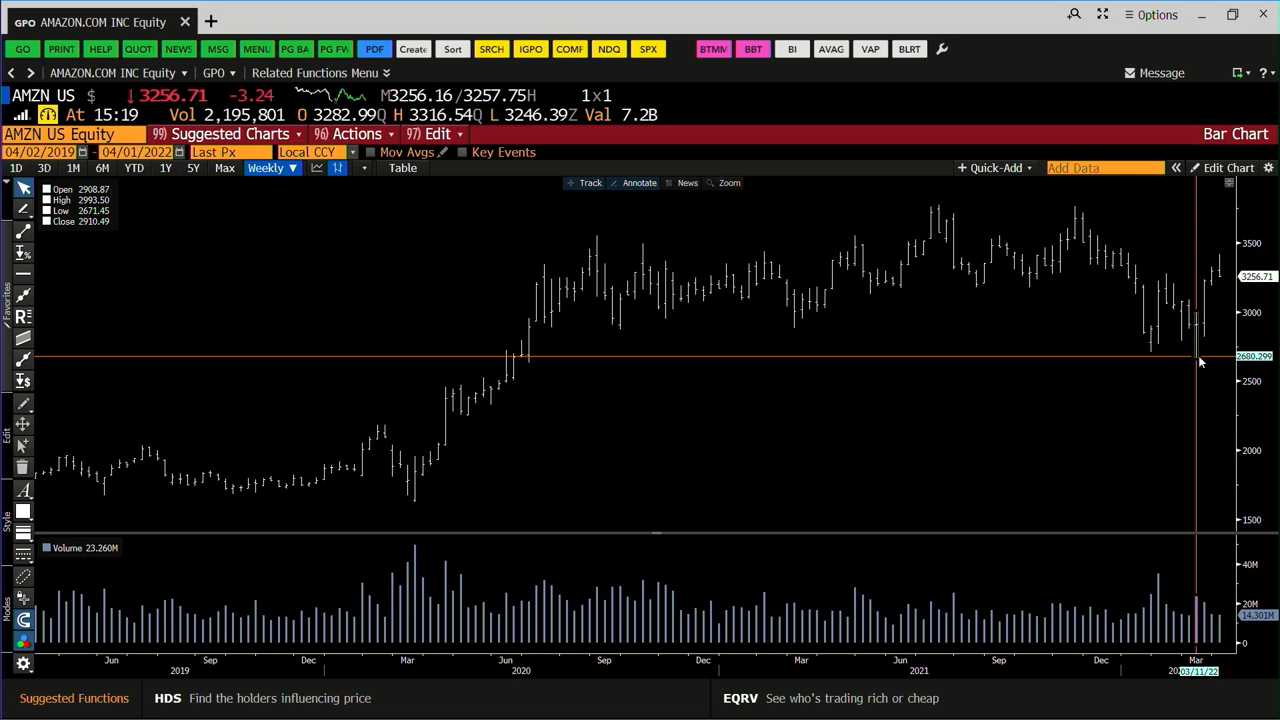 GPO AMAZON.COM INC Equity
Options
GO PRINT HELP QUOT NEWS MSG MENU PG BA PG FW PDF Create Sort SRCH IGPO COMF NDQ SPX BTMM BBT BI AVAG VAP BLRT
AMAZON.COM INC Equity GPO Related Functions Menu Message
AMZN US $ ↓3256.71 -3.24 M3256.16/3257.75H 1x1
At 15:19 Vol 2,195,801 O 3282.99Q H 3316.54Q L 3246.39Z Val 7.2B
AMZN US Equity 99) Suggested Charts 96) Actions 97) Edit Bar Chart
04/02/2019 - 04/01/2022 Last Px Local CCY Mov Avgs Key Events
1D 3D 1M 6M YTD 1Y 5Y Max Weekly ▼ Table + Quick-Add Add Data « Edit Chart
Track Annotate News Zoom
Open 2908.87
High 2993.50
Low 2671.45
Close 2910.49
3500
3256.71
3000
2680.299
2500
2000
1500
Favorites
Edit
Style
Modes
Volume 23.260M
40M
20M
14.301M
0
Jun Sep Dec Mar Jun Sep Dec Mar Jun Sep Dec Mar
2019 2020 2021 03/11/22
Suggested Functions HDS Find the holders influencing price EQRV See who's trading rich or cheap